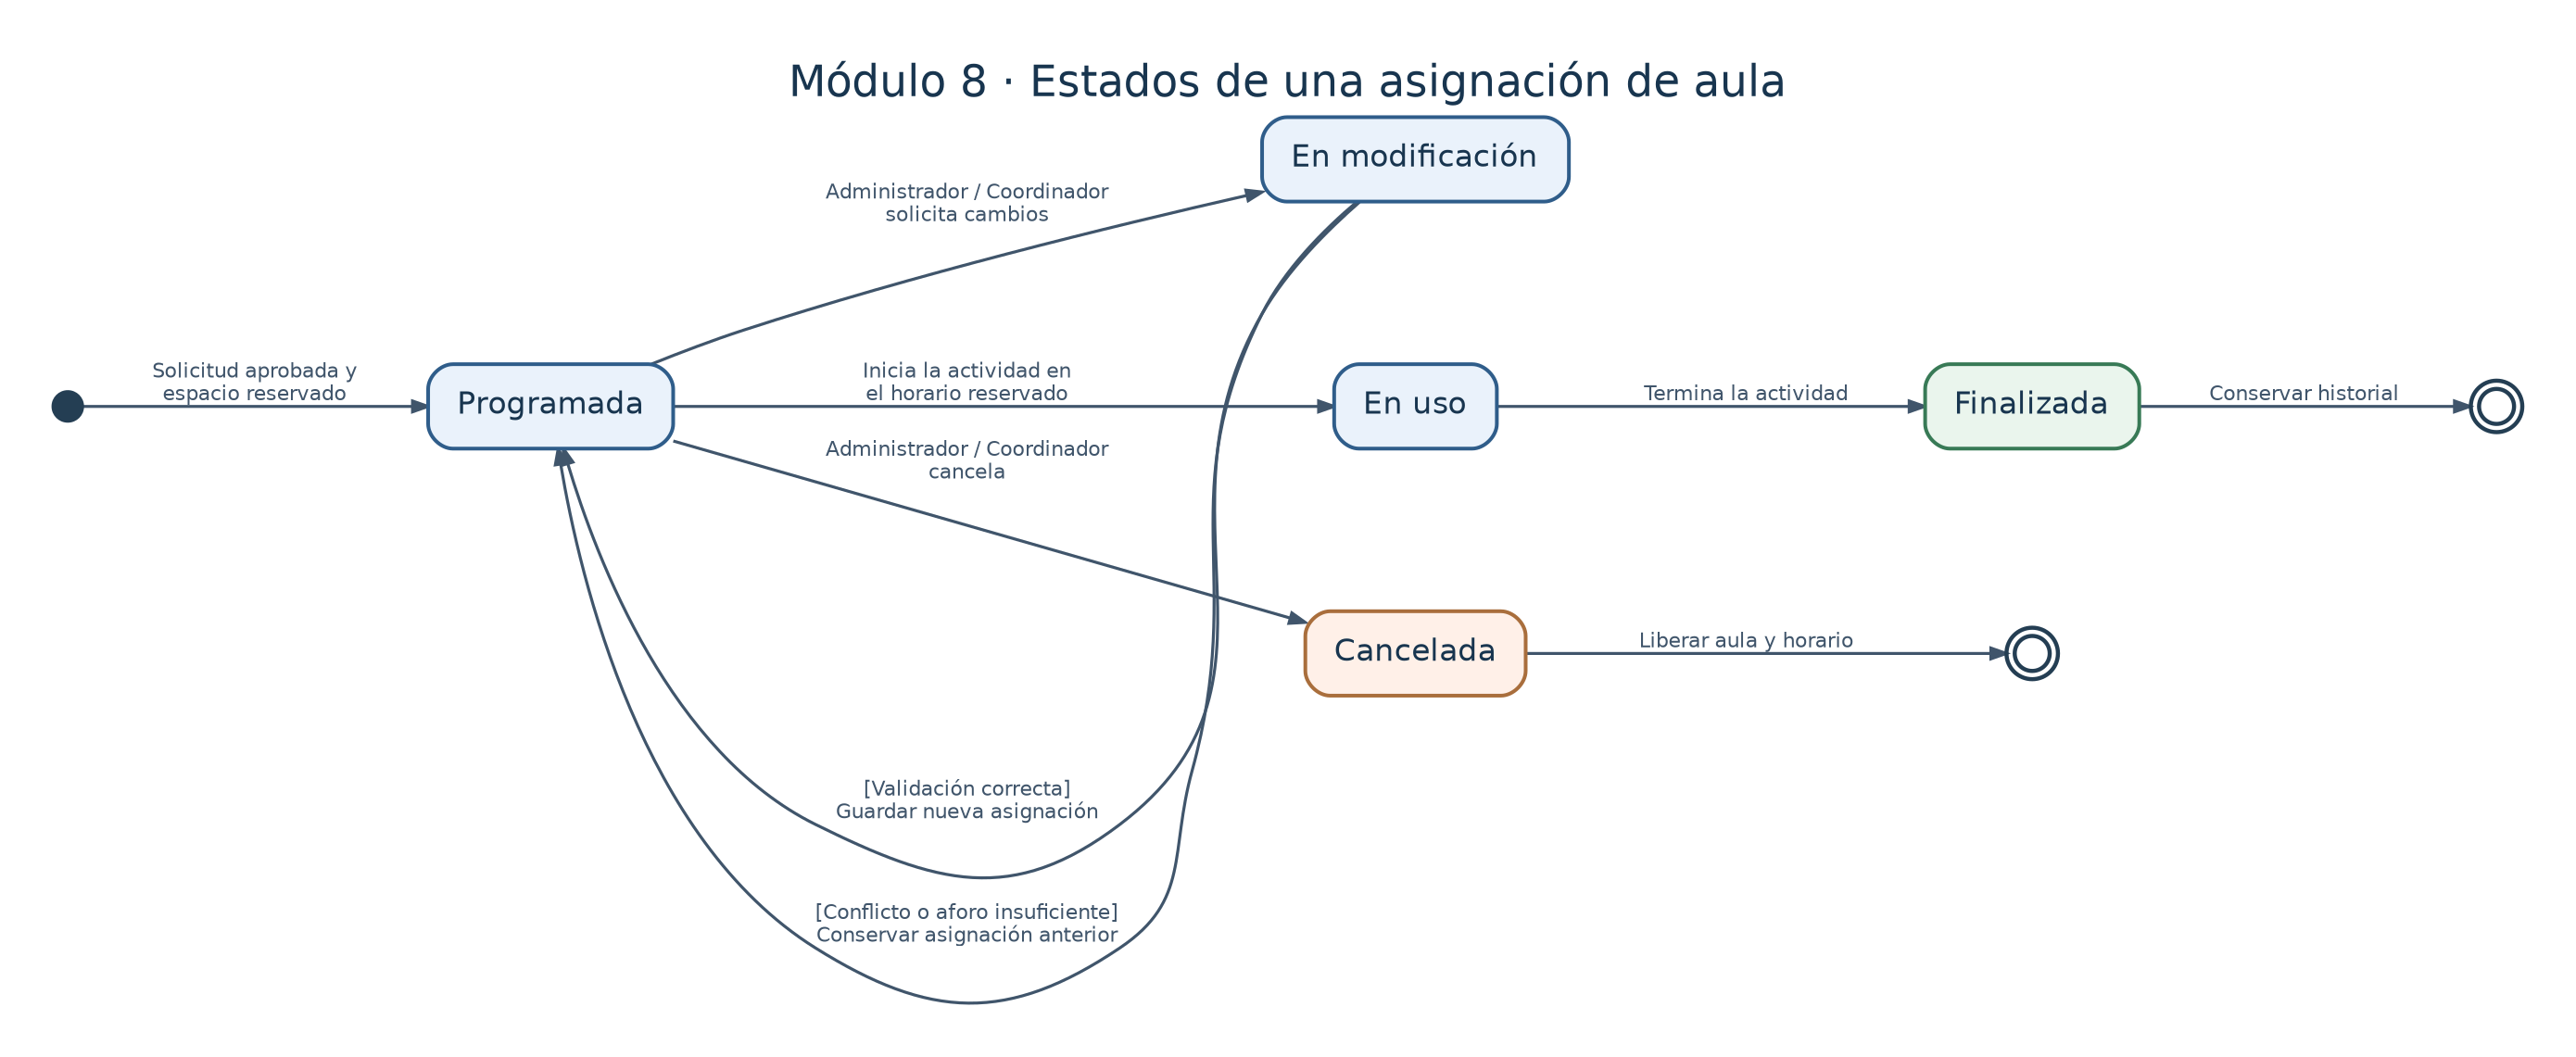 Módulo 8 · Estados de una asignación de aula
En modificación
Administrador / Coordinador
solicita cambios
Solicitud aprobada y
espacio reservado
Programada
Inicia la actividad en
el horario reservado
En uso
Termina la actividad
Finalizada
Conservar historial
Administrador / Coordinador
cancela
Cancelada
Liberar aula y horario
[Validación correcta]
Guardar nueva asignación
[Conflicto o aforo insuficiente]
Conservar asignación anterior